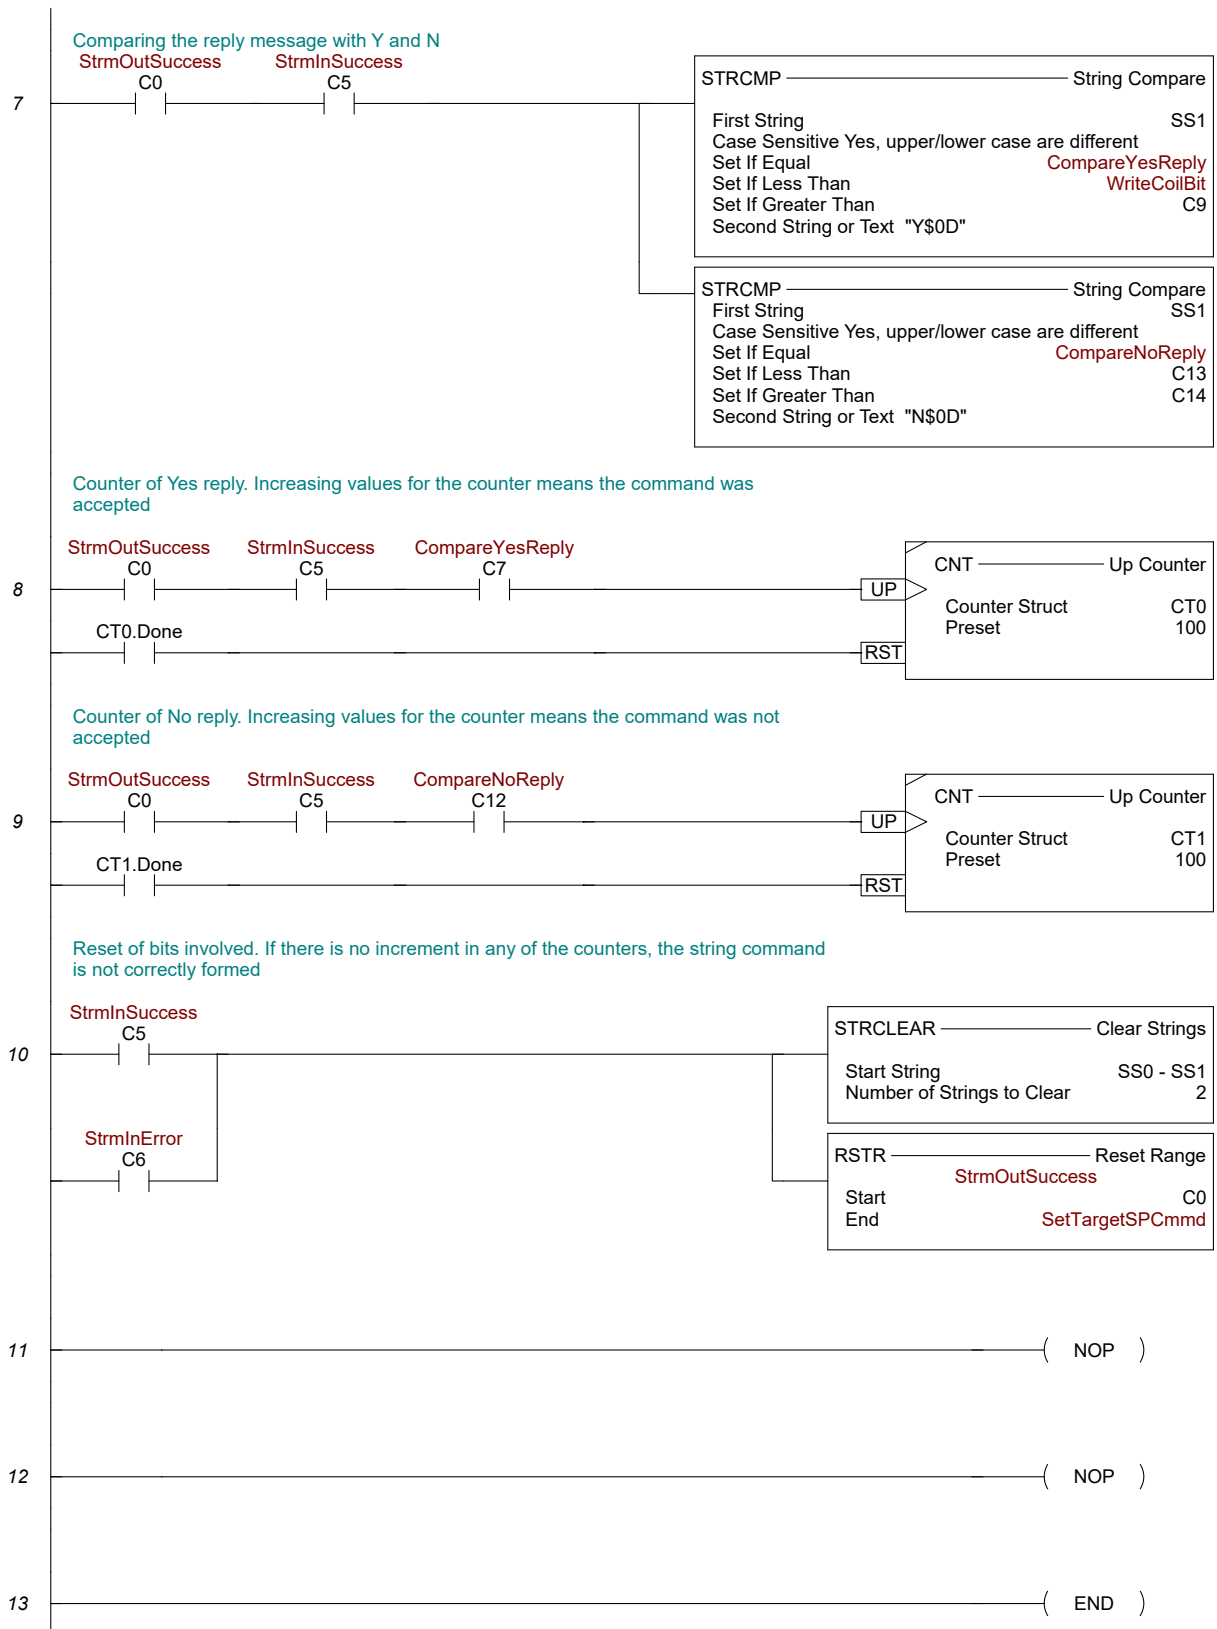 Comparing the reply message with Y and N
StrmOutSuccess StrmInSuccess
C0 C5
7
STRCMP String Compare
First String SS1
Case Sensitive Yes, upper/lower case are different
Set If Equal CompareYesReply
Set If Less Than WriteCoilBit
Set If Greater Than C9
Second String or Text "Y$0D"
STRCMP String Compare
First String SS1
Case Sensitive Yes, upper/lower case are different
Set If Equal CompareNoReply
Set If Less Than C13
Set If Greater Than C14
Second String or Text "N$0D"
Counter of Yes reply. Increasing values for the counter means the command was
accepted
StrmOutSuccess StrmInSuccess CompareYesReply
C0 C5 C7
8
UP
CNT Up Counter
Counter Struct CT0
Preset 100
CT0.Done
RST
Counter of No reply. Increasing values for the counter means the command was not
accepted
StrmOutSuccess StrmInSuccess CompareNoReply
C0 C5 C12
9
UP
CNT Up Counter
Counter Struct CT1
Preset 100
CT1.Done
RST
Reset of bits involved. If there is no increment in any of the counters, the string command
is not correctly formed
StrmInSuccess
C5
10
STRCLEAR Clear Strings
Start String SS0 - SS1
Number of Strings to Clear 2
StrmInError
C6
RSTR Reset Range
StrmOutSuccess
Start C0
End SetTargetSPCmmd
11 NOP
12 NOP
13 END